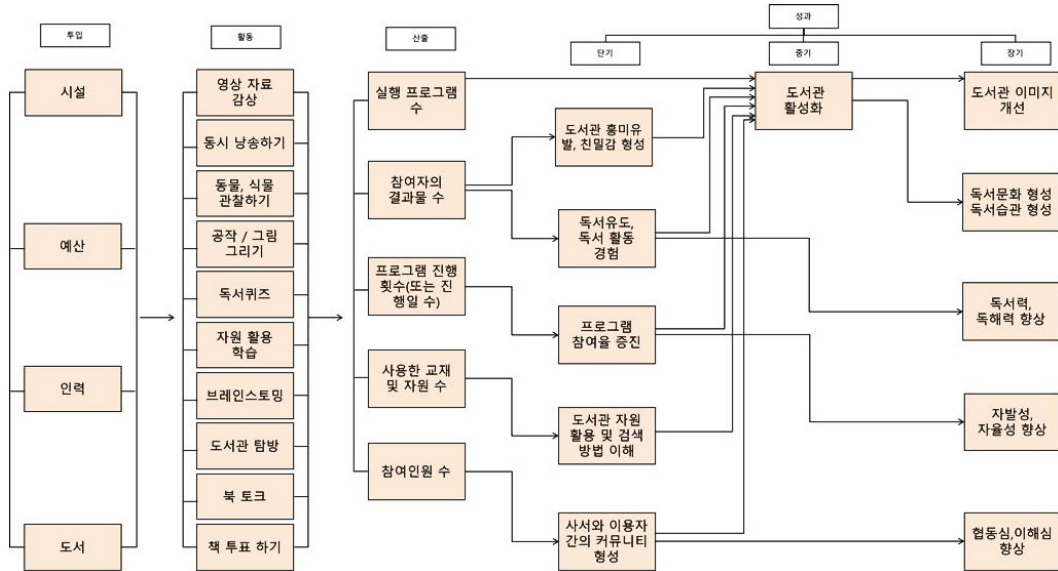 투입
활동
산출
성과
단기
중기
장기
시설
예산
인력
도서
영상 자료
감상
동시 낭송하기
동물, 식물
관찰하기
공작 / 그림
그리기
독서퀴즈
자원 활용
학습
브레인스토밍
도서관 탐방
북 토크
책 투표 하기
실행 프로그램
수
참여자의
결과물 수
프로그램 진행
횟수(또는 진
행일 수)
사용한 교재
및 자원 수
참여인원 수
도서관 흥미유
발, 친밀감 형성
독서유도,
독서 활동
경험
프로그램
참여율 증진
도서관 자원
활용 및 검색
방법 이해
사서와 이용자
간의 커뮤니티
형성
도서관
활성화
도서관 이미지
개선
독서문화 형성
독서습관 형성
독서력,
독해력 향상
자발성,
자율성 향상
협동심,이해심
향상